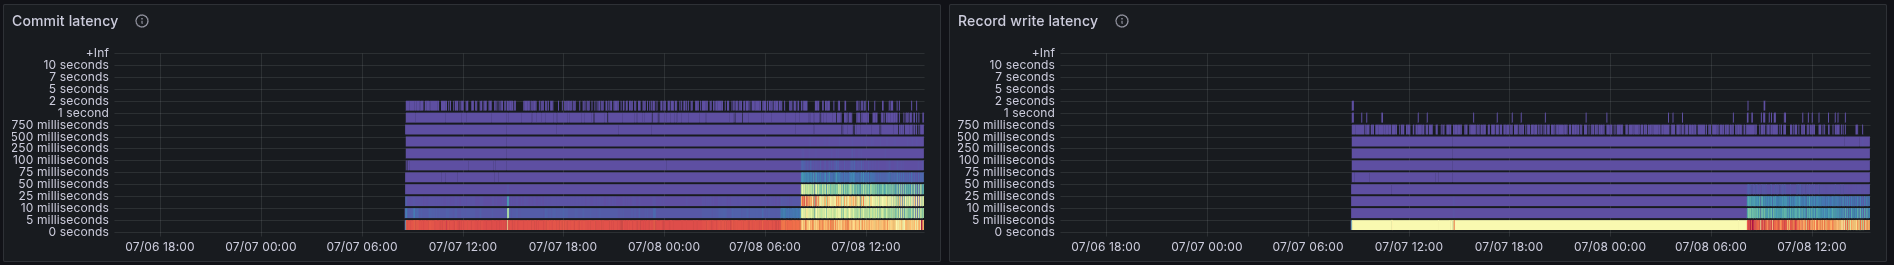 Commit latency
+Inf
10 seconds
7 seconds
5 seconds
2 seconds
1 second
750 milliseconds
500 milliseconds
250 milliseconds
100 milliseconds
75 milliseconds
50 milliseconds
25 milliseconds
10 milliseconds
5 milliseconds
0 seconds
07/06 18:00 07/07 00:00 07/07 06:00 07/07 12:00 07/07 18:00 07/08 00:00 07/08 06:00 07/08 12:00
Record write latency
+Inf
10 seconds
7 seconds
5 seconds
2 seconds
1 second
750 milliseconds
500 milliseconds
250 milliseconds
100 milliseconds
75 milliseconds
50 milliseconds
25 milliseconds
10 milliseconds
5 milliseconds
0 seconds
07/06 18:00 07/07 00:00 07/07 06:00 07/07 12:00 07/07 18:00 07/08 00:00 07/08 06:00 07/08 12:00